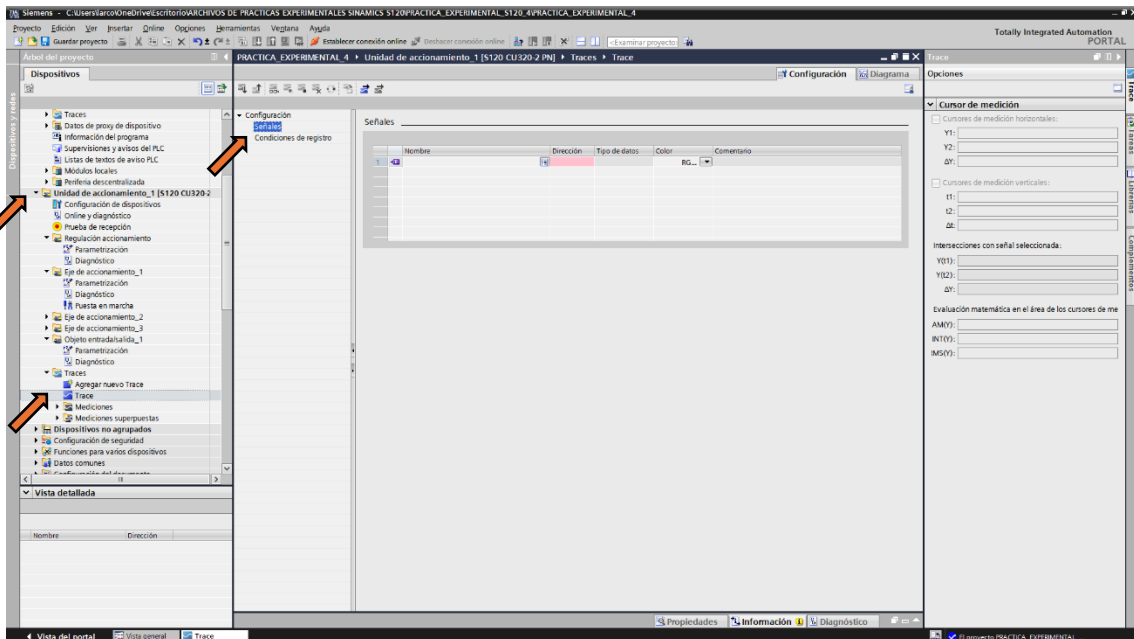 Siemens - C:\Users\larco\OneDrive\Escritorio\ARCHIVOS DE PRACTICAS EXPERIMENTALES SINAMICS S120\PRACTICA_EXPERIMENTAL_S120_4\PRACTICA_EXPERIMENTAL_4
Proyecto Edición Ver Insertar Online Opciones Herramientas Ventana Ayuda
Totally Integrated Automation
PORTAL
Guardar proyecto
Establecer conexión online
Deshacer conexión online
<Examinar proyecto>
Árbol del proyecto
PRACTICA_EXPERIMENTAL_4 ▸ Unidad de accionamiento_1 [S120 CU320-2 PN] ▸ Traces ▸ Trace
Trace
Dispositivos
Configuración
Diagrama
Opciones
Dispositivos y redes
Traces
Datos de proxy de dispositivo
Información del programa
Supervisiones y avisos del PLC
Listas de textos de aviso PLC
Módulos locales
Periferia descentralizada
Unidad de accionamiento_1 [S120 CU320-2
Configuración de dispositivos
Online y diagnóstico
Prueba de recepción
Regulación accionamiento
Parametrización
Diagnóstico
Eje de accionamiento_1
Parametrización
Diagnóstico
Puesta en marcha
Eje de accionamiento_2
Eje de accionamiento_3
Objeto entrada/salida_1
Parametrización
Diagnóstico
Traces
Agregar nuevo Trace
Trace
Mediciones
Mediciones superpuestas
Dispositivos no agrupados
Configuración de seguridad
Funciones para varios dispositivos
Datos comunes
Configuración del documento
Vista detallada
Nombre Dirección
Configuración
Señales
Condiciones de registro
Señales
Nombre Dirección Tipo de datos Color Comentario
1 RG...
Cursor de medición
Cursores de medición horizontales:
Y1:
Y2:
ΔY:
Cursores de medición verticales:
t1:
t2:
Δt:
Intersecciones con señal seleccionada:
Y(t1):
Y(t2):
ΔY:
Evaluación matemática en el área de los cursores de me
AM(Y):
INT(Y):
IMS(Y):
Trace
Tareas
Librerías
Complementos
Propiedades
Información
Diagnóstico
Vista del portal
Vista general
Trace
El proyecto PRACTICA_EXPERIMENTAL